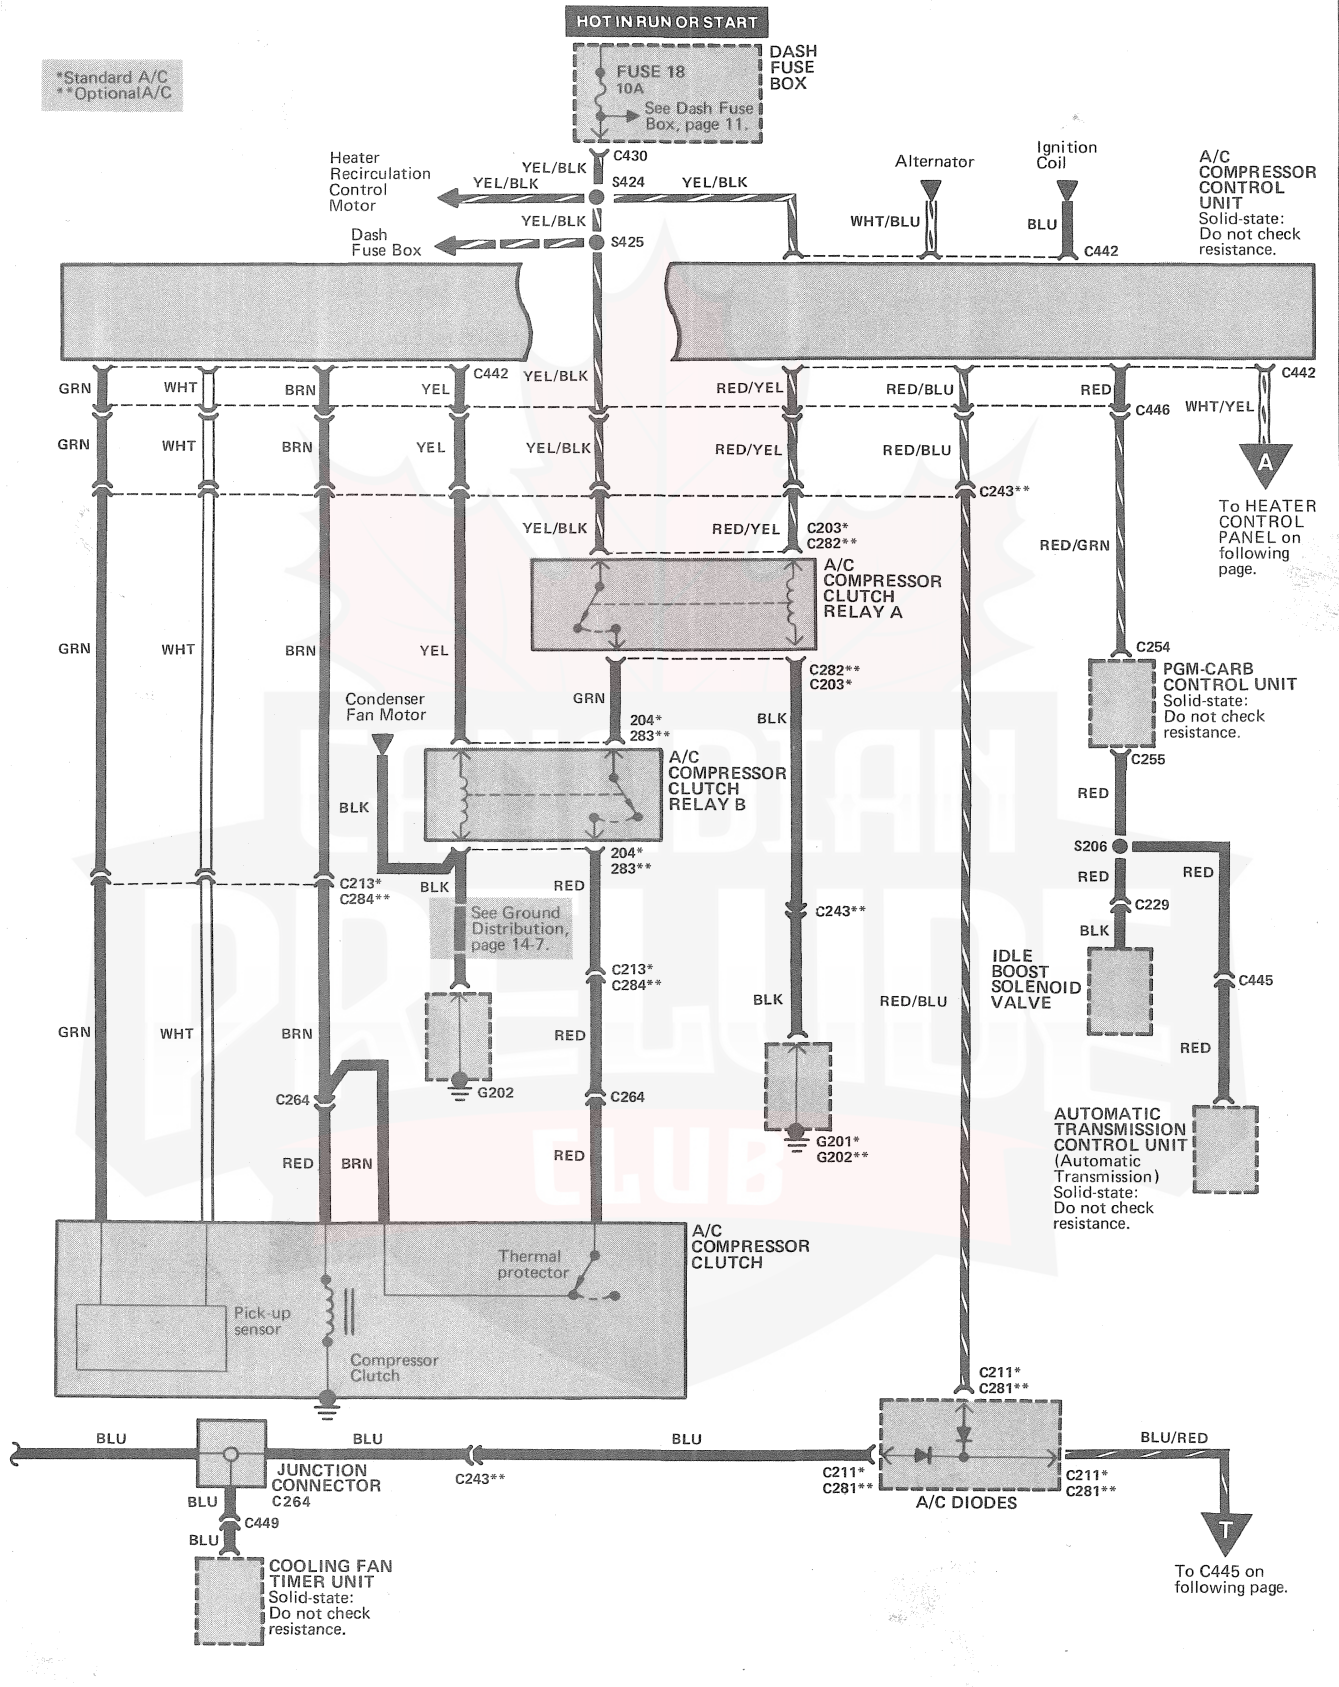 HOT IN RUN OR START
DASH
FUSE
BOX
FUSE 18
10A
See Dash Fuse
Box, page 11.
*Standard A/C
**OptionalA/C
C430
YEL/BLK
S424
YEL/BLK
YEL/BLK
Heater
Recirculation
Control
Motor
YEL/BLK
S425
Dash
Fuse Box
Alternator
Ignition
Coil
WHT/BLU
BLU
C442
A/C
COMPRESSOR
CONTROL
UNIT
Solid-state:
Do not check
resistance.
GRN
WHT
BRN
YEL
C442
YEL/BLK
RED/YEL
RED/BLU
RED
C442
C446
WHT/YEL
GRN
WHT
BRN
YEL
YEL/BLK
RED/YEL
RED/BLU
A
C243**
To HEATER
CONTROL
PANEL on
following
page.
YEL/BLK
RED/YEL
C203*
C282**
RED/GRN
A/C
COMPRESSOR
CLUTCH
RELAY A
GRN
WHT
BRN
YEL
C254
C282**
C203*
PGM-CARB
CONTROL UNIT
Solid-state:
Do not check
resistance.
Condenser
Fan Motor
GRN
204*
283**
BLK
C255
A/C
COMPRESSOR
CLUTCH
RELAY B
BLK
RED
S206
204*
283**
RED
RED
C213*
C284**
BLK
RED
C229
BLK
See Ground
Distribution,
page 14-7.
C243**
IDLE
BOOST
SOLENOID
VALVE
C213*
C284**
C445
BLK
RED/BLU
GRN
WHT
BRN
RED
RED
G202
C264
C264
AUTOMATIC
TRANSMISSION
CONTROL UNIT
(Automatic
Transmission)
Solid-state:
Do not check
resistance.
G201*
G202**
RED
BRN
RED
A/C
COMPRESSOR
CLUTCH
Thermal
protector
Pick-up
sensor
Compressor
Clutch
C211*
C281**
BLU
BLU
BLU
BLU/RED
JUNCTION
CONNECTOR
C264
C243**
C211*
C281**
A/C DIODES
C211*
C281**
BLU
C449
BLU
T
To C445 on
following page.
COOLING FAN
TIMER UNIT
Solid-state:
Do not check
resistance.
CANADIAN
PRELUDE
CLUB